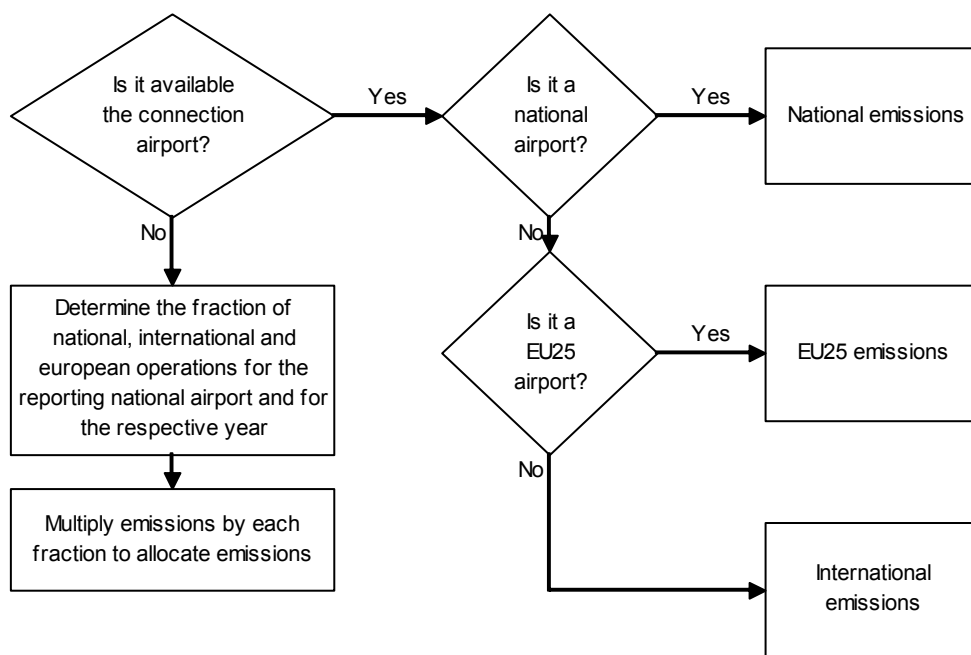 Is it available
the connection
airport?
Yes
Is it a
national
airport?
Yes
National emissions
No
No
Determine the fraction of
national, international and
european operations for the
reporting national airport and for
the respective year
Is it a
EU25
airport?
Yes
EU25 emissions
No
Multiply emissions by each
fraction to allocate emissions
International
emissions